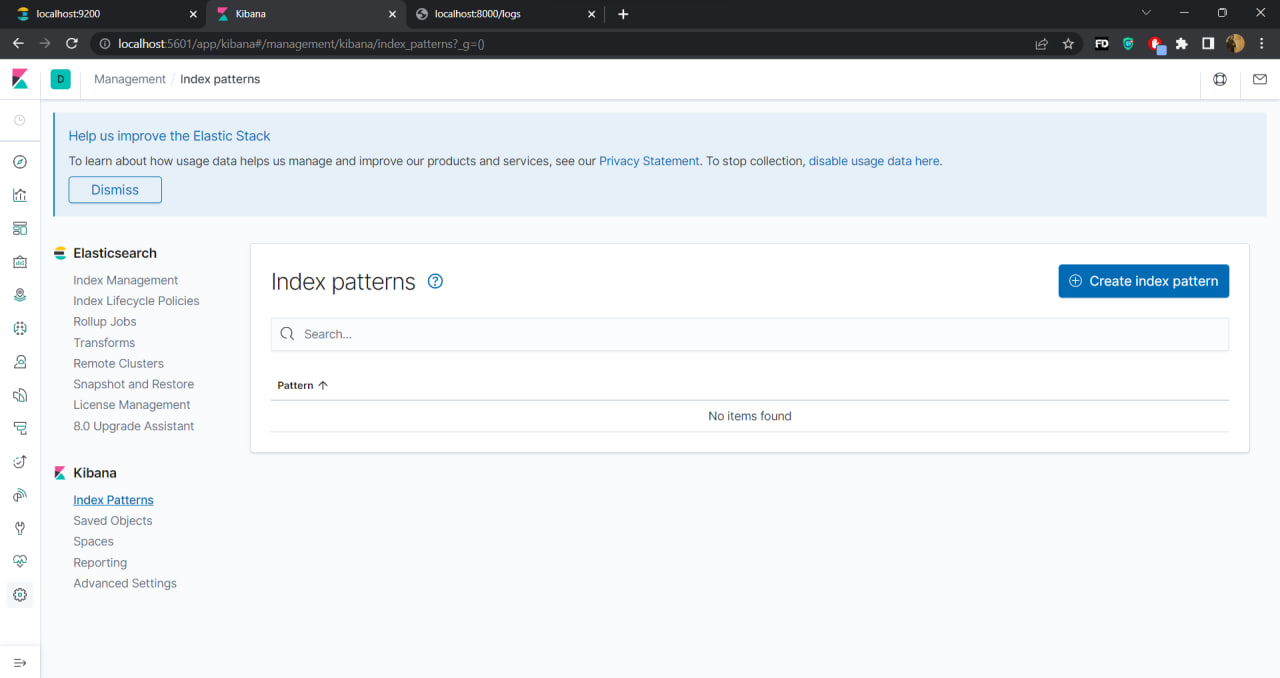 localhost:9200
Kibana
localhost:8000/logs
localhost:5601/app/kibana#/management/kibana/index_patterns?_g=()
FD
D
Management / Index patterns
Help us improve the Elastic Stack
To learn about how usage data helps us manage and improve our products and services, see our Privacy Statement. To stop collection, disable usage data here.
Dismiss
Elasticsearch
Index Management
Index Lifecycle Policies
Rollup Jobs
Transforms
Remote Clusters
Snapshot and Restore
License Management
8.0 Upgrade Assistant
Kibana
Index Patterns
Saved Objects
Spaces
Reporting
Advanced Settings
Index patterns
Create index pattern
Search...
Pattern
No items found